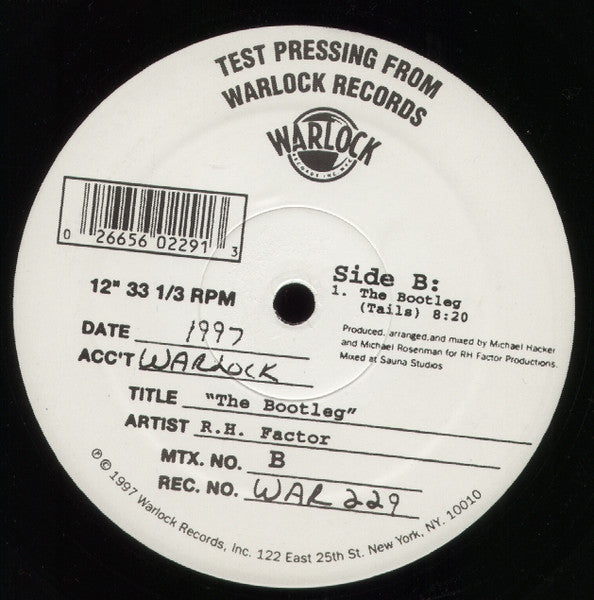 TEST PRESSING FROM
WARLOCK RECORDS
WARLOCK
RECORDS INC NYC
0 26656 02291 3
12" 33 1/3 RPM
Side B:
1. The Bootleg
(Tails) 8:20
Produced, arranged, and mixed by Michael Hacker
and Michael Rosenman for RH Factor Productions.
Mixed at Sauna Studios
DATE 1997
ACC'T WARLOCK
TITLE "The Bootleg"
ARTIST R.H. Factor
MTX. NO. B
REC. NO. WAR 229
℗ © 1997 Warlock Records, Inc. 122 East 25th St. New York, NY. 10010